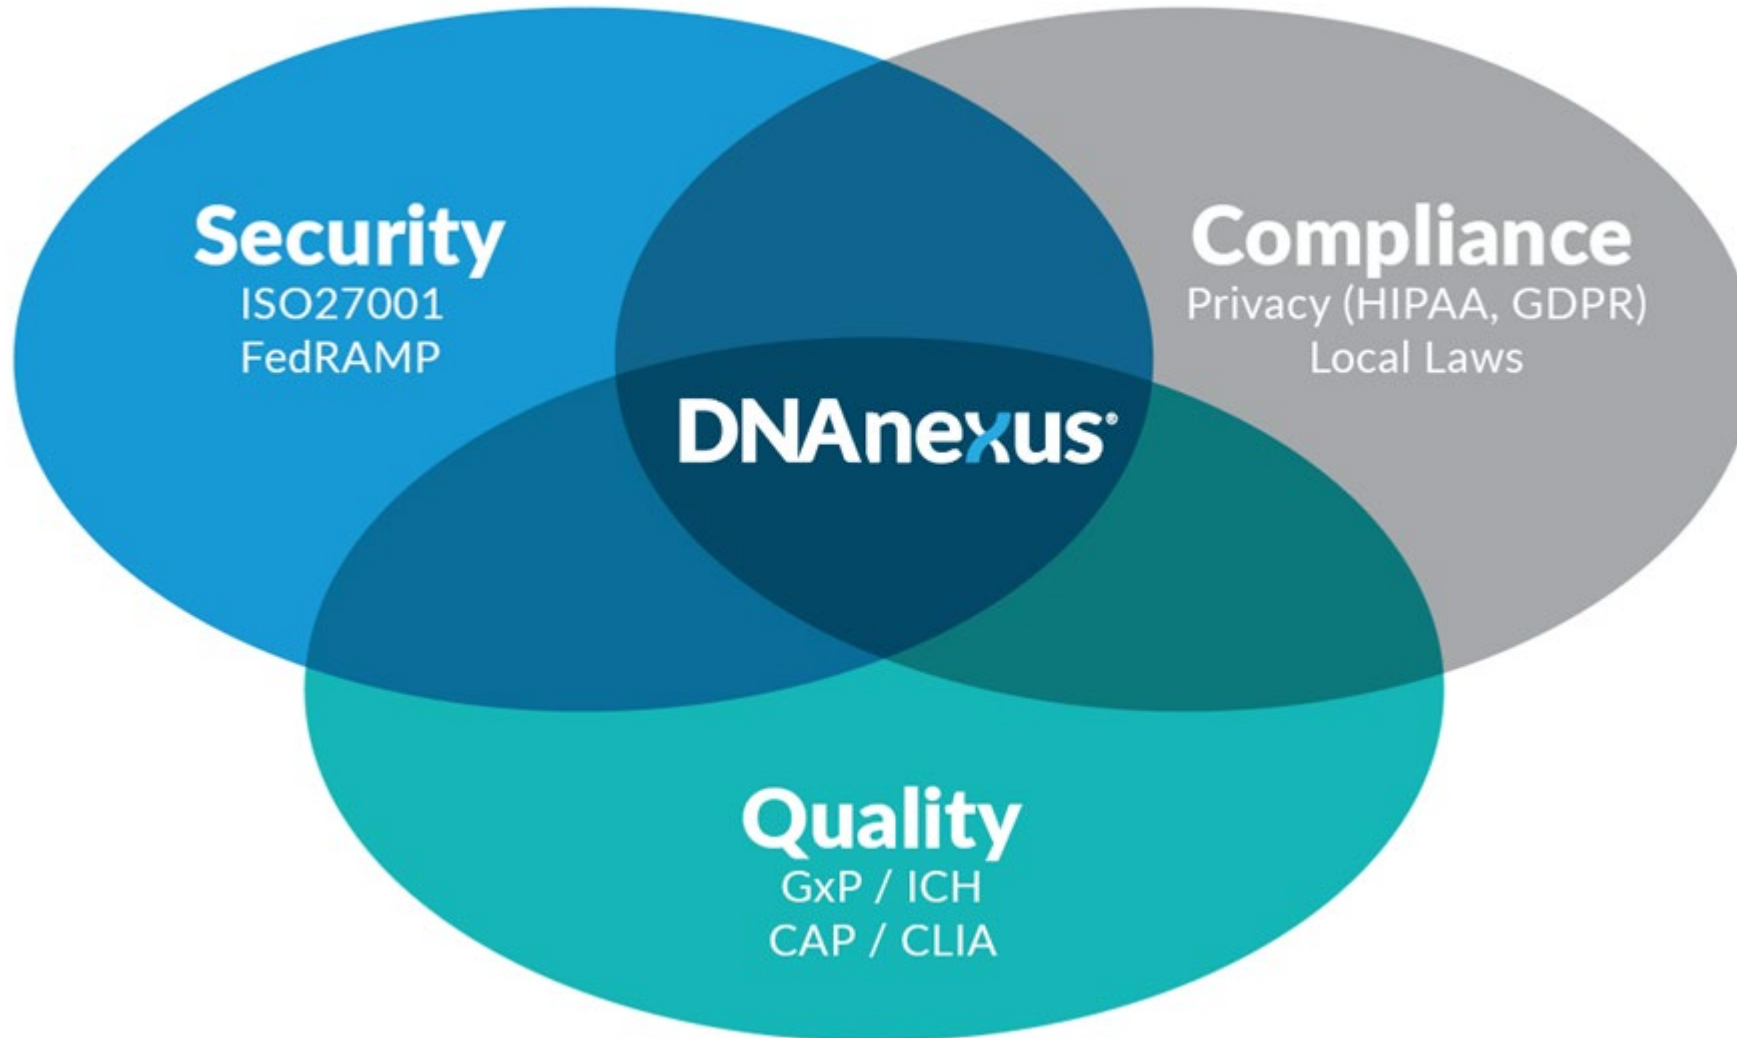 Security
ISO27001
FedRAMP
Compliance
Privacy (HIPAA, GDPR)
Local Laws
DNAnexus®
Quality
GxP / ICH
CAP / CLIA